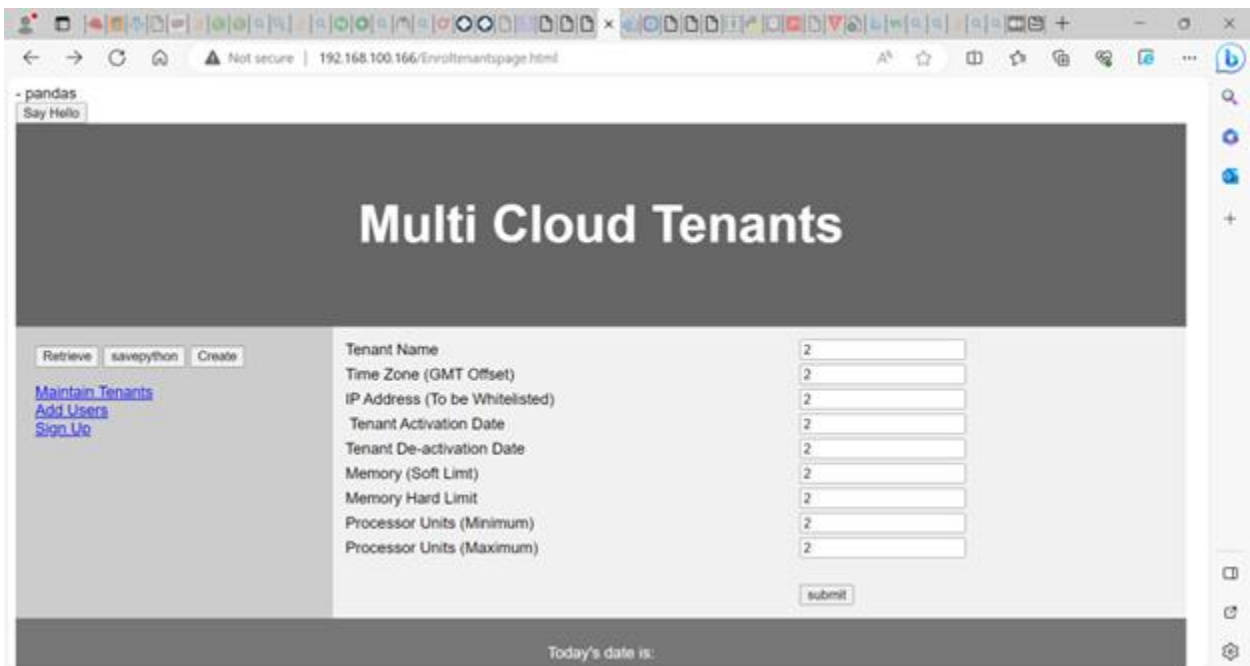 Not secure | 192.168.100.166/Enroltenantspage.html
- pandas
Say Hello
Multi Cloud Tenants
Retrieve savepython Create
Maintain Tenants
Add Users
Sign Up
Tenant Name 2
Time Zone (GMT Offset) 2
IP Address (To be Whitelisted) 2
Tenant Activation Date 2
Tenant De-activation Date 2
Memory (Soft Limt) 2
Memory Hard Limit 2
Processor Units (Minimum) 2
Processor Units (Maximum) 2
submit
Today's date is: